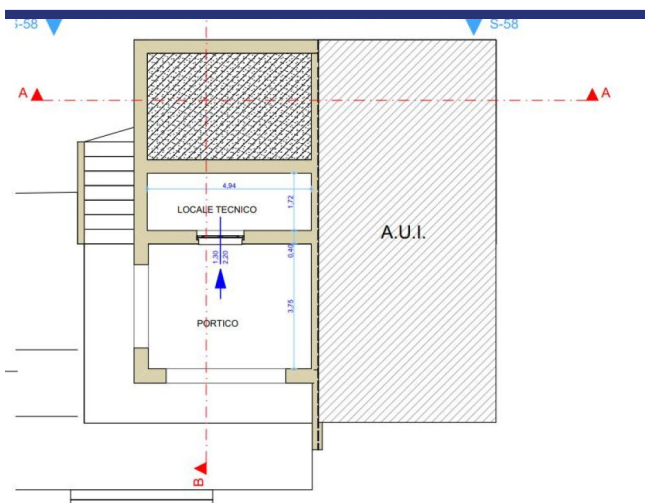 S-58
S-58
A
A
4,94
LOCALE TECNICO
1,72
A.U.I.
0,40
1,30
2,20
3,75
PORTICO
B